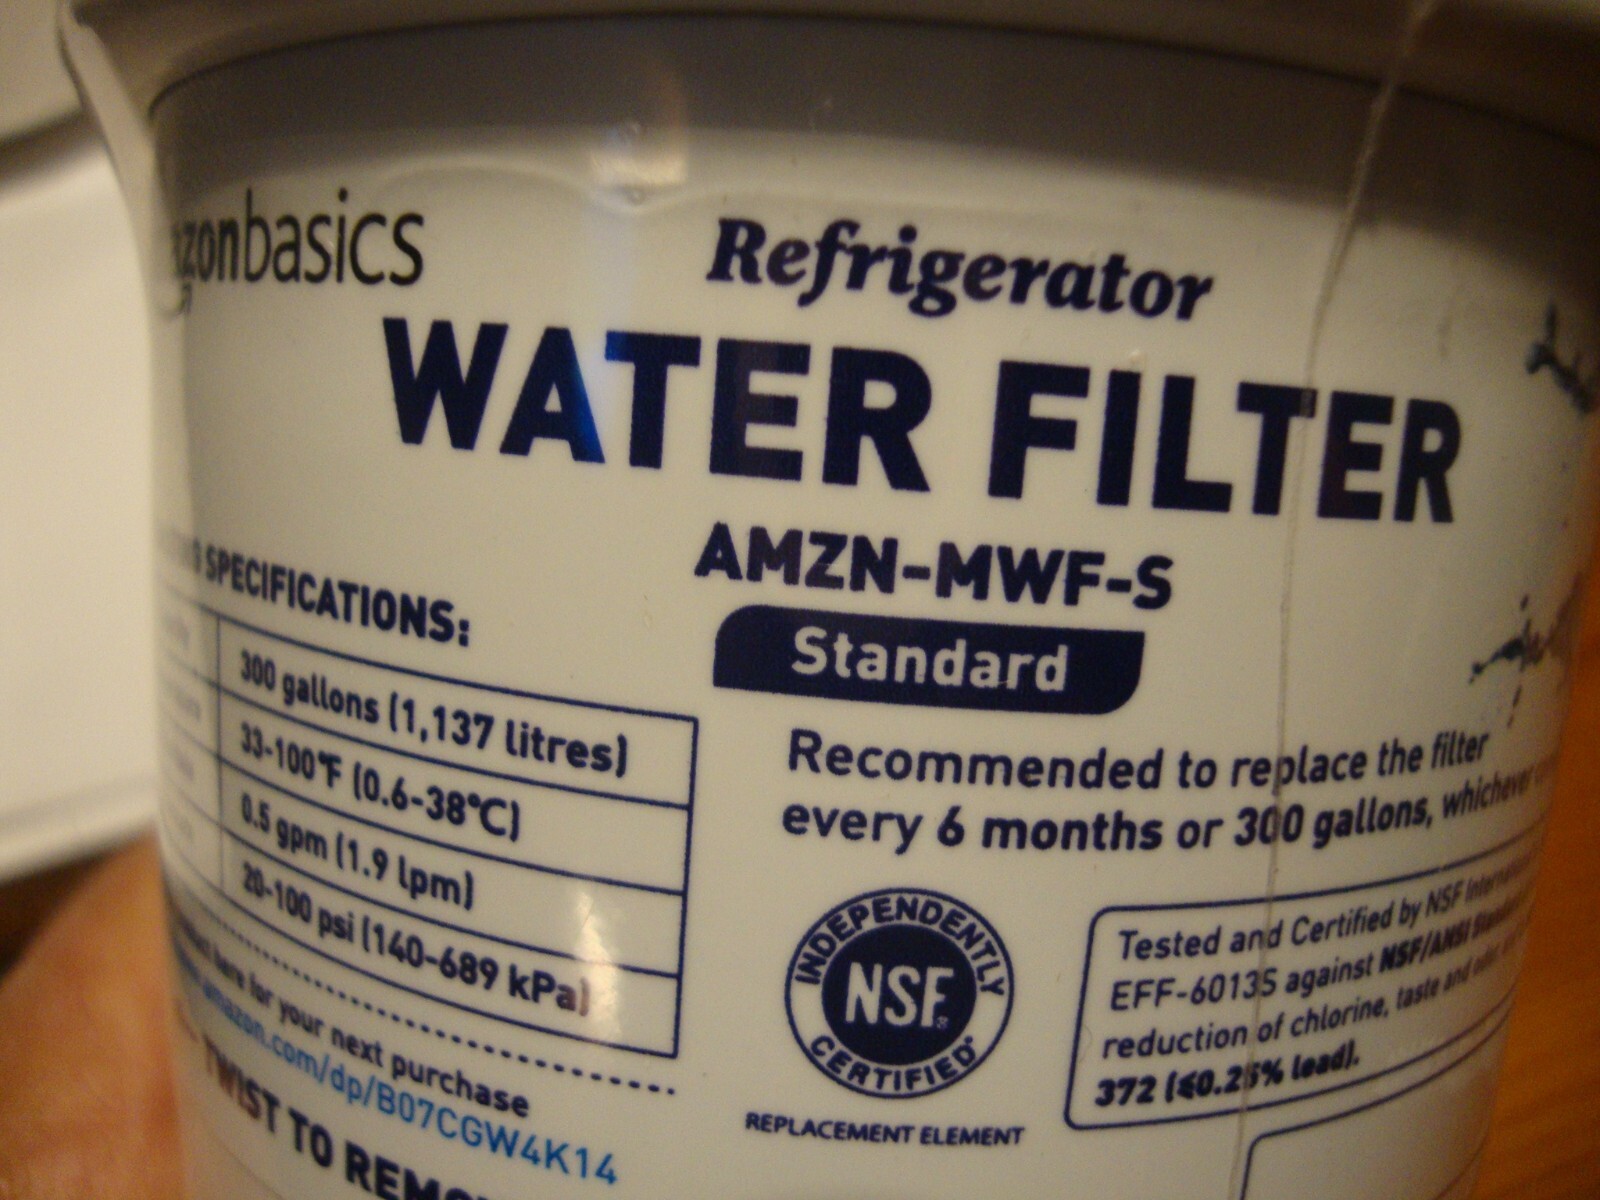 zonbasics
Refrigerator
WATER FILTER
AMZN-MWF-S
Standard
SPECIFICATIONS:
300 gallons (1,137 litres)
33-100°F (0.6-38°C)
0.5 gpm (1.9 lpm)
20-100 psi (140-689 kPa)
here for your next purchase
amazon.com/dp/B07CGW4K14
TWIST TO
Recommended to replace the filter
every 6 months or 300 gallons,
INDEPENDENTLY
NSF®
CERTIFIED®
REPLACEMENT ELEMENT
Tested and Certified by NSF
EFF-6013S against NSF/ANSI
reduction of chlorine, taste and
372 (≤0.25% lead).